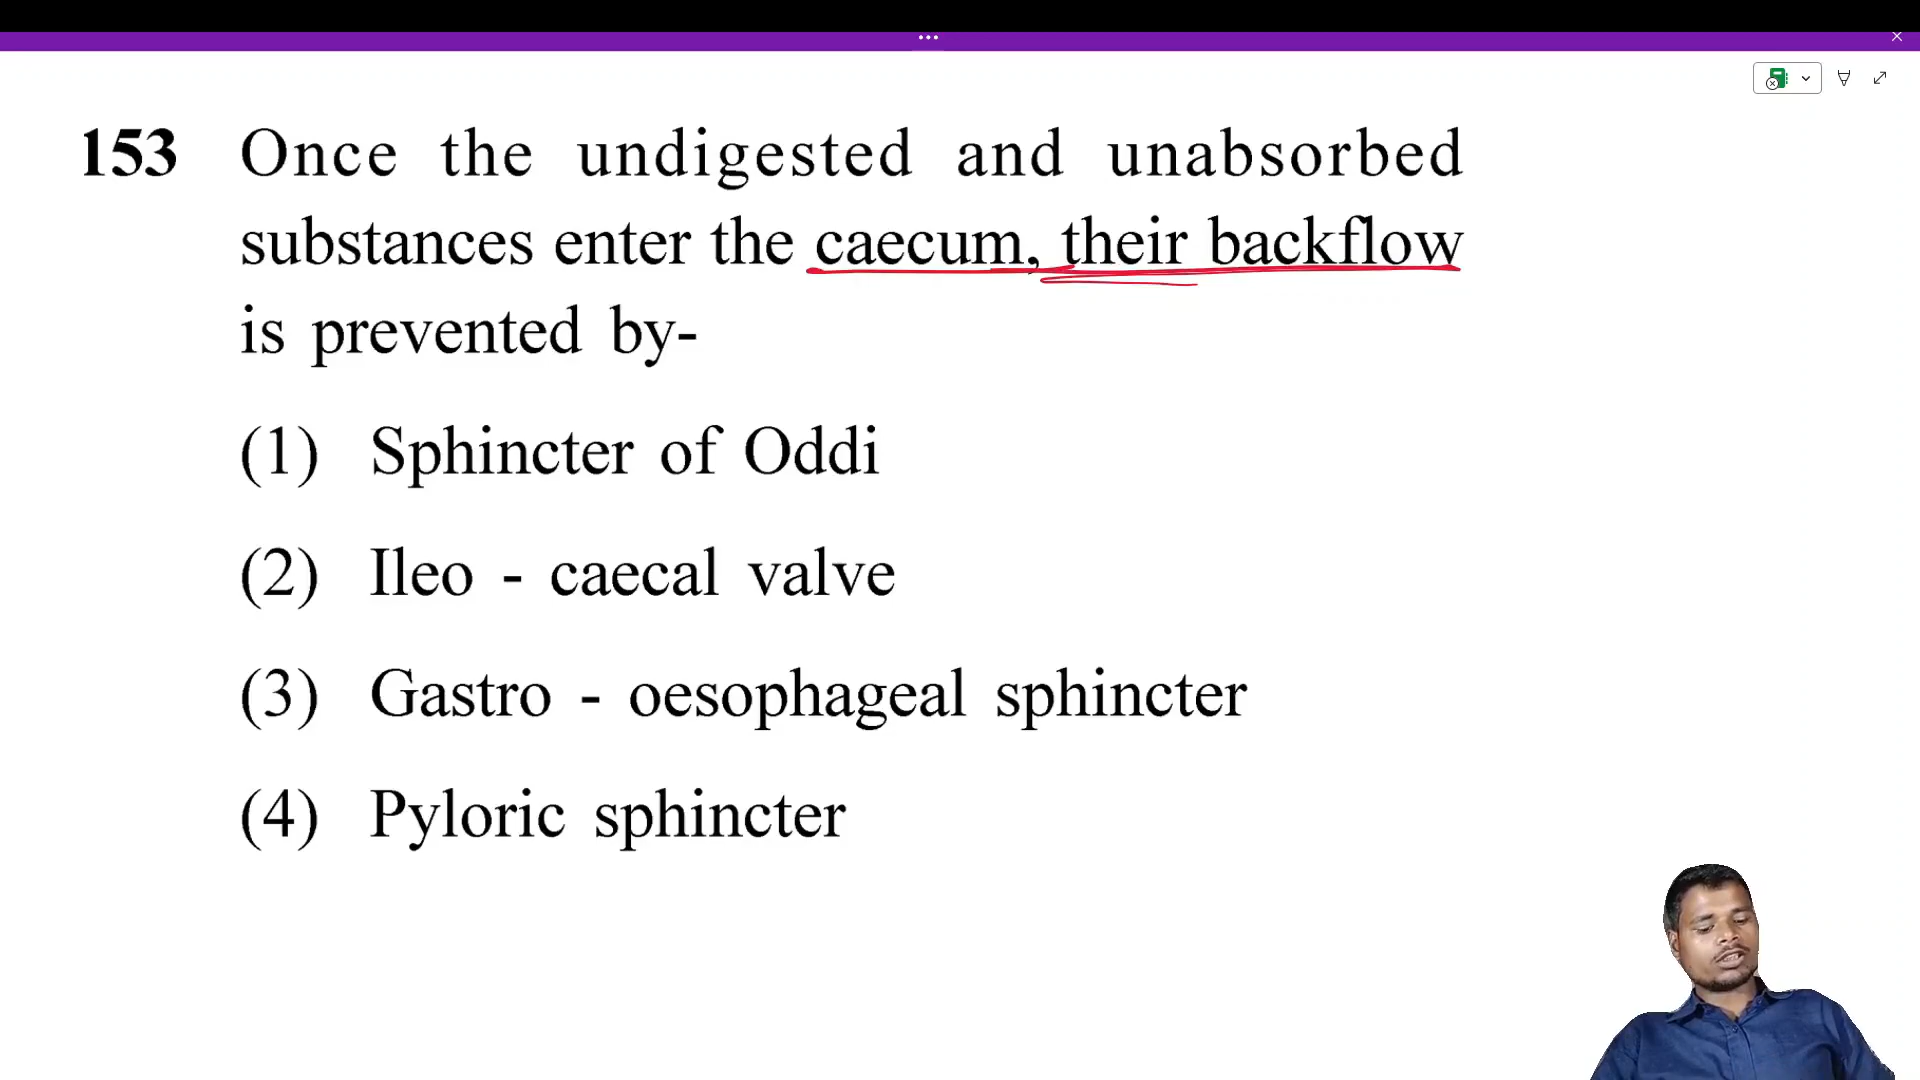 153 Once the undigested and unabsorbed
substances enter the caecum, their backflow
is prevented by-
(1) Sphincter of Oddi
(2) Ileo - caecal valve
(3) Gastro - oesophageal sphincter
(4) Pyloric sphincter